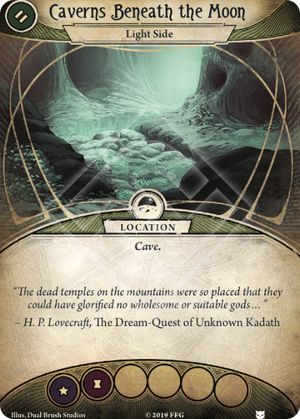 Caverns Beneath the Moon
Light Side
LOCATION
Cave.
“The dead temples on the mountains were so placed that they
could have glorified no wholesome or suitable gods…”
– H. P. Lovecraft, The Dream-Quest of Unknown Kadath
Illus. Dual Brush Studios
© 2019 FFG